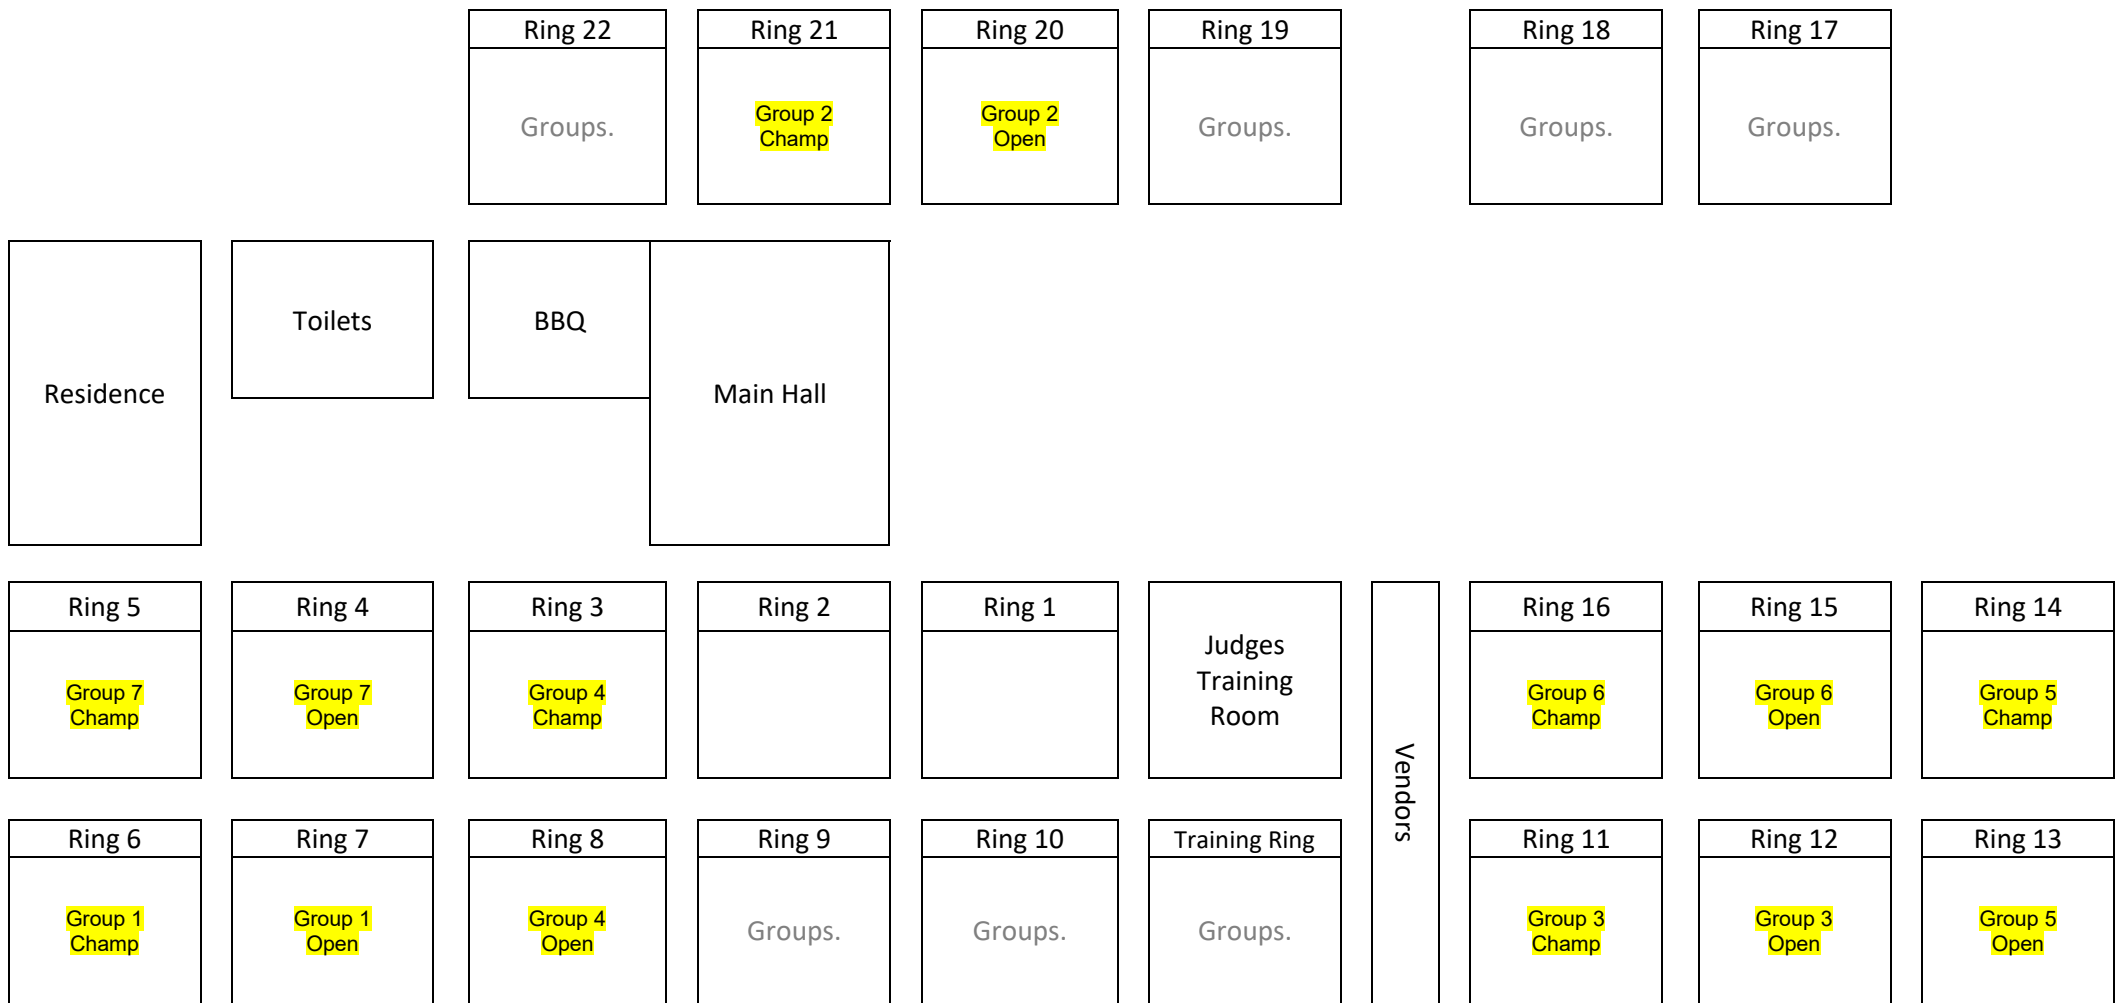 Ring 22
Ring 21
Ring 20
Ring 19
Ring 18
Ring 17
Groups.
Group 2
Champ
Group 2
Open
Groups.
Groups.
Groups.
Residence
Toilets
BBQ
Main Hall
Ring 5
Ring 4
Ring 3
Ring 2
Ring 1
Judges
Training
Room
Vendors
Ring 16
Ring 15
Ring 14
Group 7
Champ
Group 7
Open
Group 4
Champ
Group 6
Champ
Group 6
Open
Group 5
Champ
Ring 6
Ring 7
Ring 8
Ring 9
Ring 10
Training Ring
Ring 11
Ring 12
Ring 13
Group 1
Champ
Group 1
Open
Group 4
Open
Groups.
Groups.
Groups.
Group 3
Champ
Group 3
Open
Group 5
Open